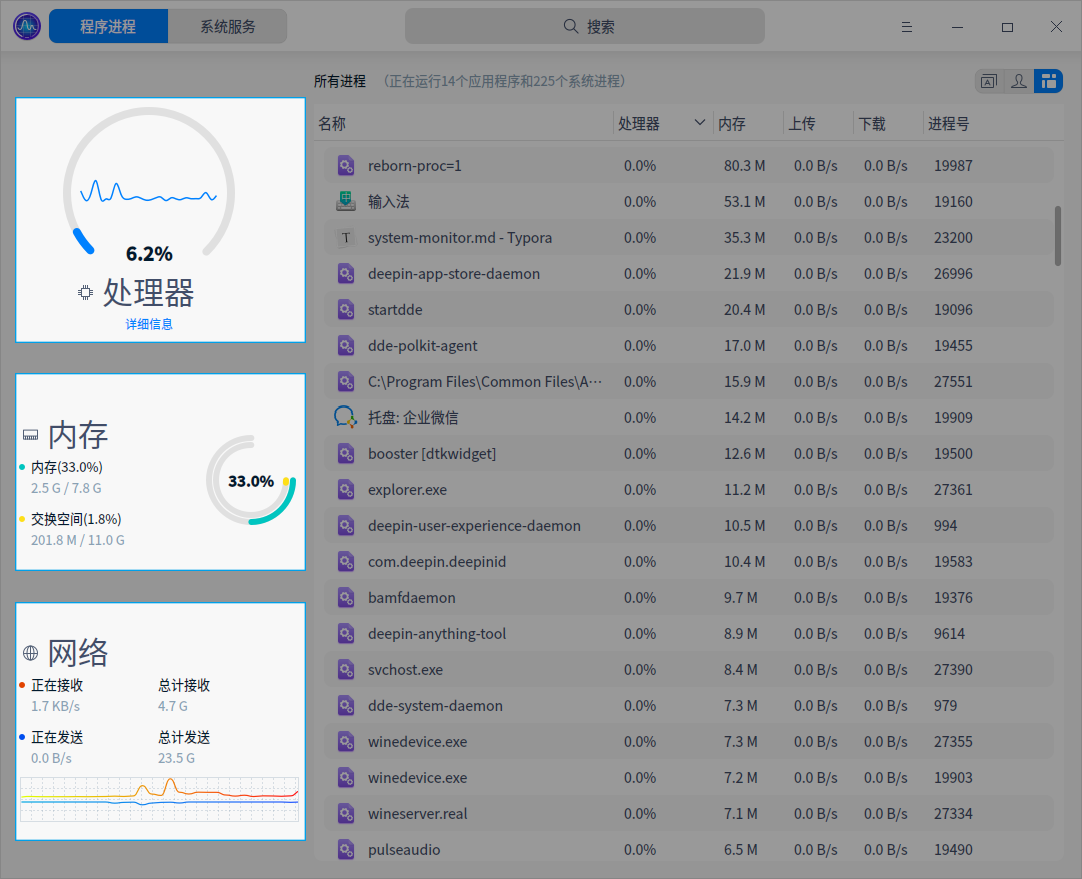 程序进程 系统服务 搜索
所有进程 （正在运行14个应用程序和225个系统进程）
6.2%
处理器
详细信息
内存
内存(33.0%)
2.5 G / 7.8 G
交换空间(1.8%)
201.8 M / 11.0 G
33.0%
网络
正在接收 总计接收
1.7 KB/s 4.7 G
正在发送 总计发送
0.0 B/s 23.5 G
名称 处理器 内存 上传 下载 进程号
reborn-proc=1 0.0% 80.3 M 0.0 B/s 0.0 B/s 19987
输入法 0.0% 53.1 M 0.0 B/s 0.0 B/s 19160
T system-monitor.md - Typora 0.0% 35.3 M 0.0 B/s 0.0 B/s 23200
deepin-app-store-daemon 0.0% 21.9 M 0.0 B/s 0.0 B/s 26996
startdde 0.0% 20.4 M 0.0 B/s 0.0 B/s 19096
dde-polkit-agent 0.0% 17.0 M 0.0 B/s 0.0 B/s 19455
C:\Program Files\Common Files\A··· 0.0% 15.9 M 0.0 B/s 0.0 B/s 27551
托盘: 企业微信 0.0% 14.2 M 0.0 B/s 0.0 B/s 19909
booster [dtkwidget] 0.0% 12.6 M 0.0 B/s 0.0 B/s 19500
explorer.exe 0.0% 11.2 M 0.0 B/s 0.0 B/s 27361
deepin-user-experience-daemon 0.0% 10.5 M 0.0 B/s 0.0 B/s 994
com.deepin.deepinid 0.0% 10.4 M 0.0 B/s 0.0 B/s 19583
bamfdaemon 0.0% 9.7 M 0.0 B/s 0.0 B/s 19376
deepin-anything-tool 0.0% 8.9 M 0.0 B/s 0.0 B/s 9614
svchost.exe 0.0% 8.4 M 0.0 B/s 0.0 B/s 27390
dde-system-daemon 0.0% 7.3 M 0.0 B/s 0.0 B/s 979
winedevice.exe 0.0% 7.3 M 0.0 B/s 0.0 B/s 27355
winedevice.exe 0.0% 7.2 M 0.0 B/s 0.0 B/s 19903
wineserver.real 0.0% 7.1 M 0.0 B/s 0.0 B/s 27334
pulseaudio 0.0% 6.5 M 0.0 B/s 0.0 B/s 19490